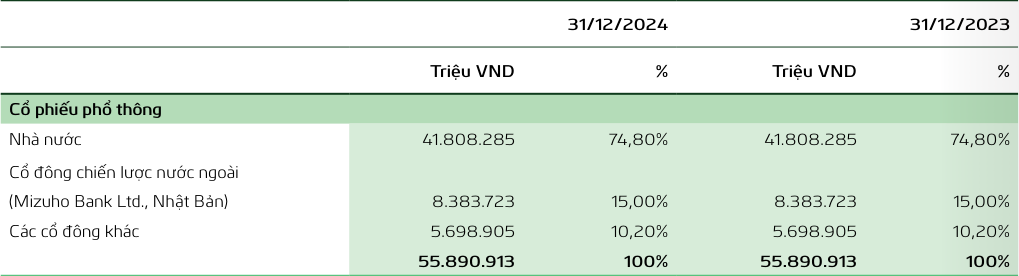 31/12/2024 31/12/2023
Triệu VND % Triệu VND %
Cổ phiếu phổ thông
Nhà nước 41.808.285 74,80% 41.808.285 74,80%
Cổ đông chiến lược nước ngoài
(Mizuho Bank Ltd., Nhật Bản) 8.383.723 15,00% 8.383.723 15,00%
Các cổ đông khác 5.698.905 10,20% 5.698.905 10,20%
55.890.913 100% 55.890.913 100%